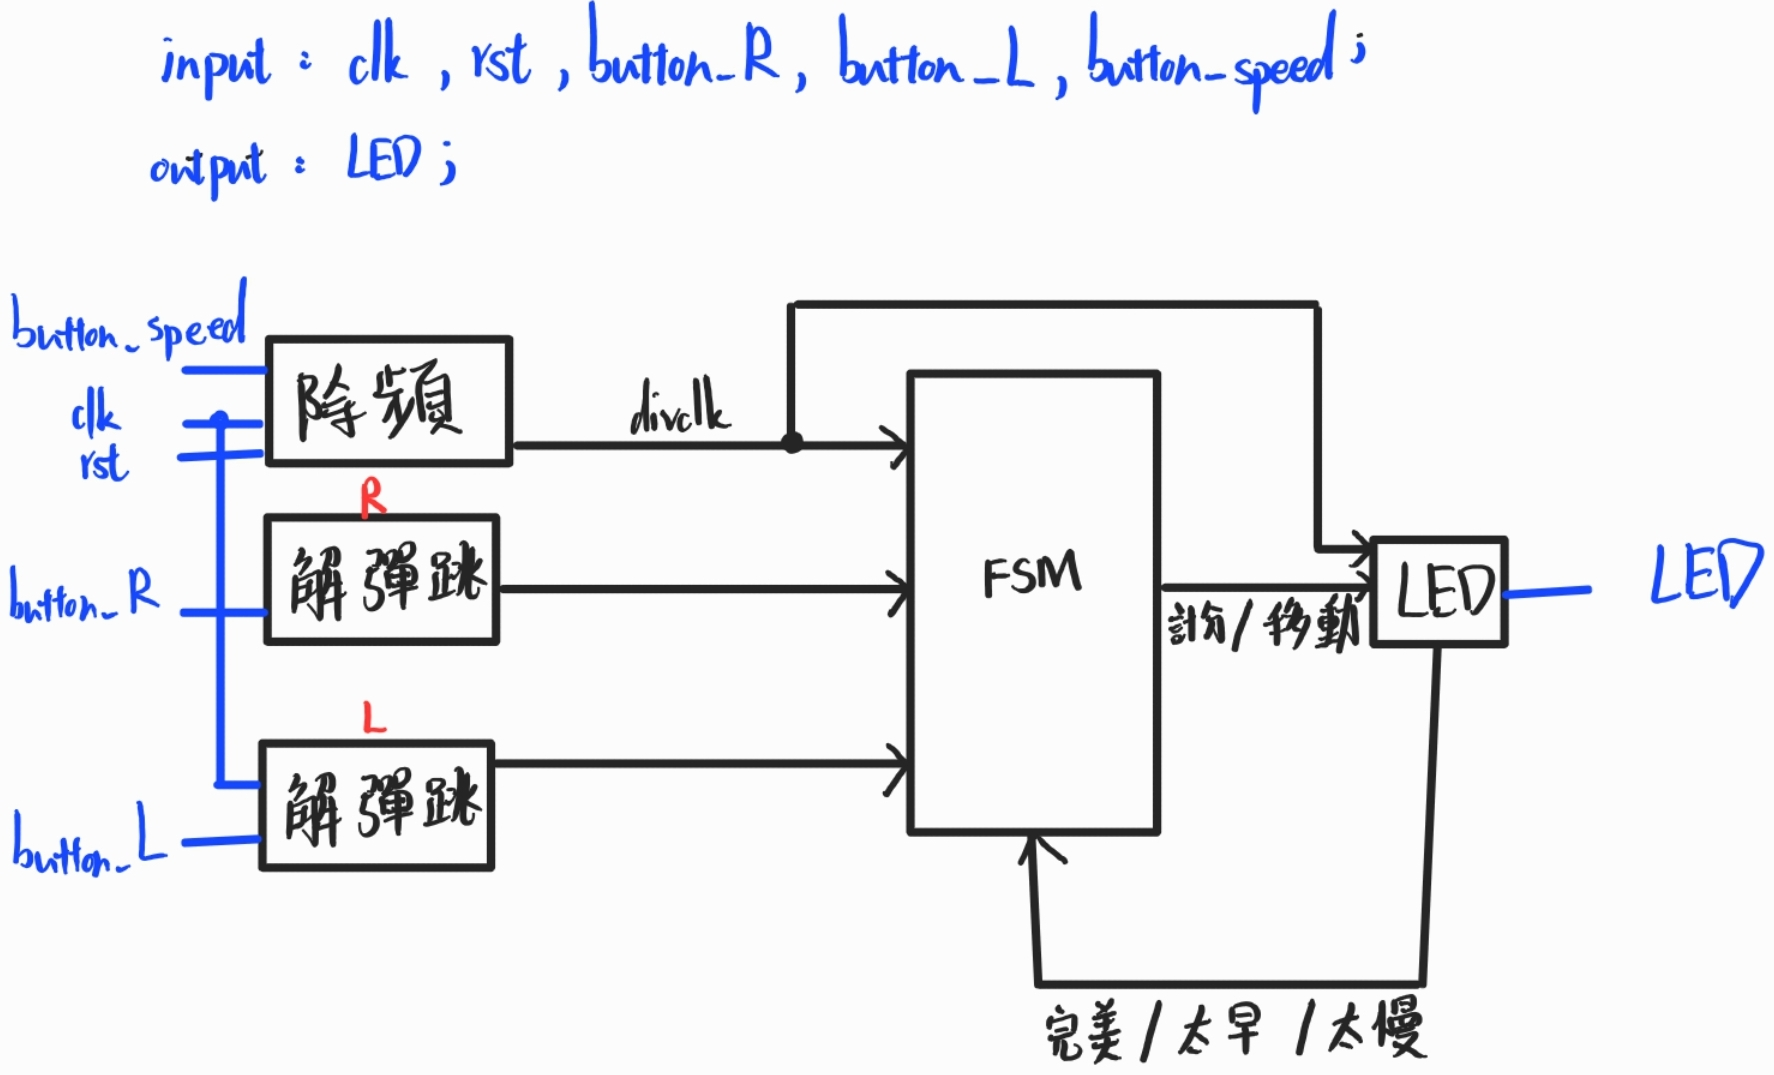 input : clk , rst , button_R , button_L , button_speed ;
output : LED ;
button_speed
clk
rst
除頻
divclk
R
button_R
解彈跳
FSM
計分/移動
LED
LED
L
button_L
解彈跳
完美/太早/太慢